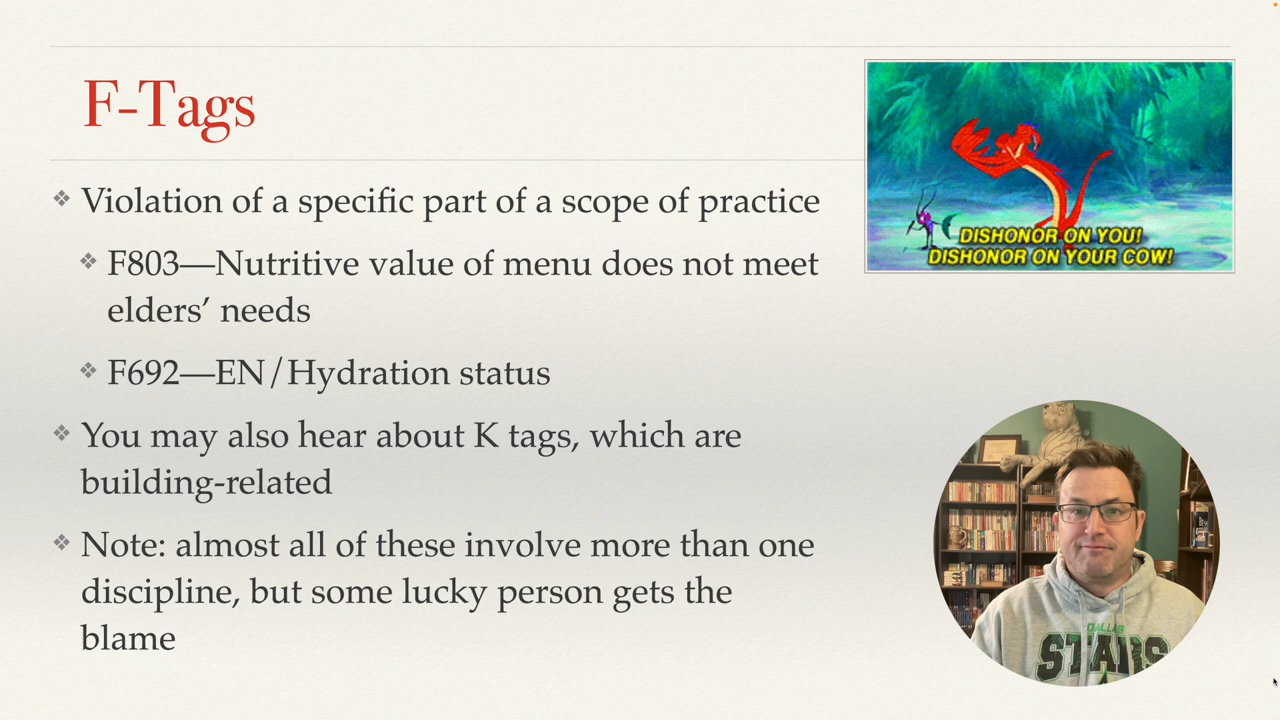 F-Tags
Violation of a specific part of a scope of practice
F803—Nutritive value of menu does not meet
elders’ needs
F692—EN/Hydration status
You may also hear about K tags, which are
building-related
Note: almost all of these involve more than one
discipline, but some lucky person gets the
blame
DISHONOR ON YOU!
DISHONOR ON YOUR COW!
DALLAS
STARS